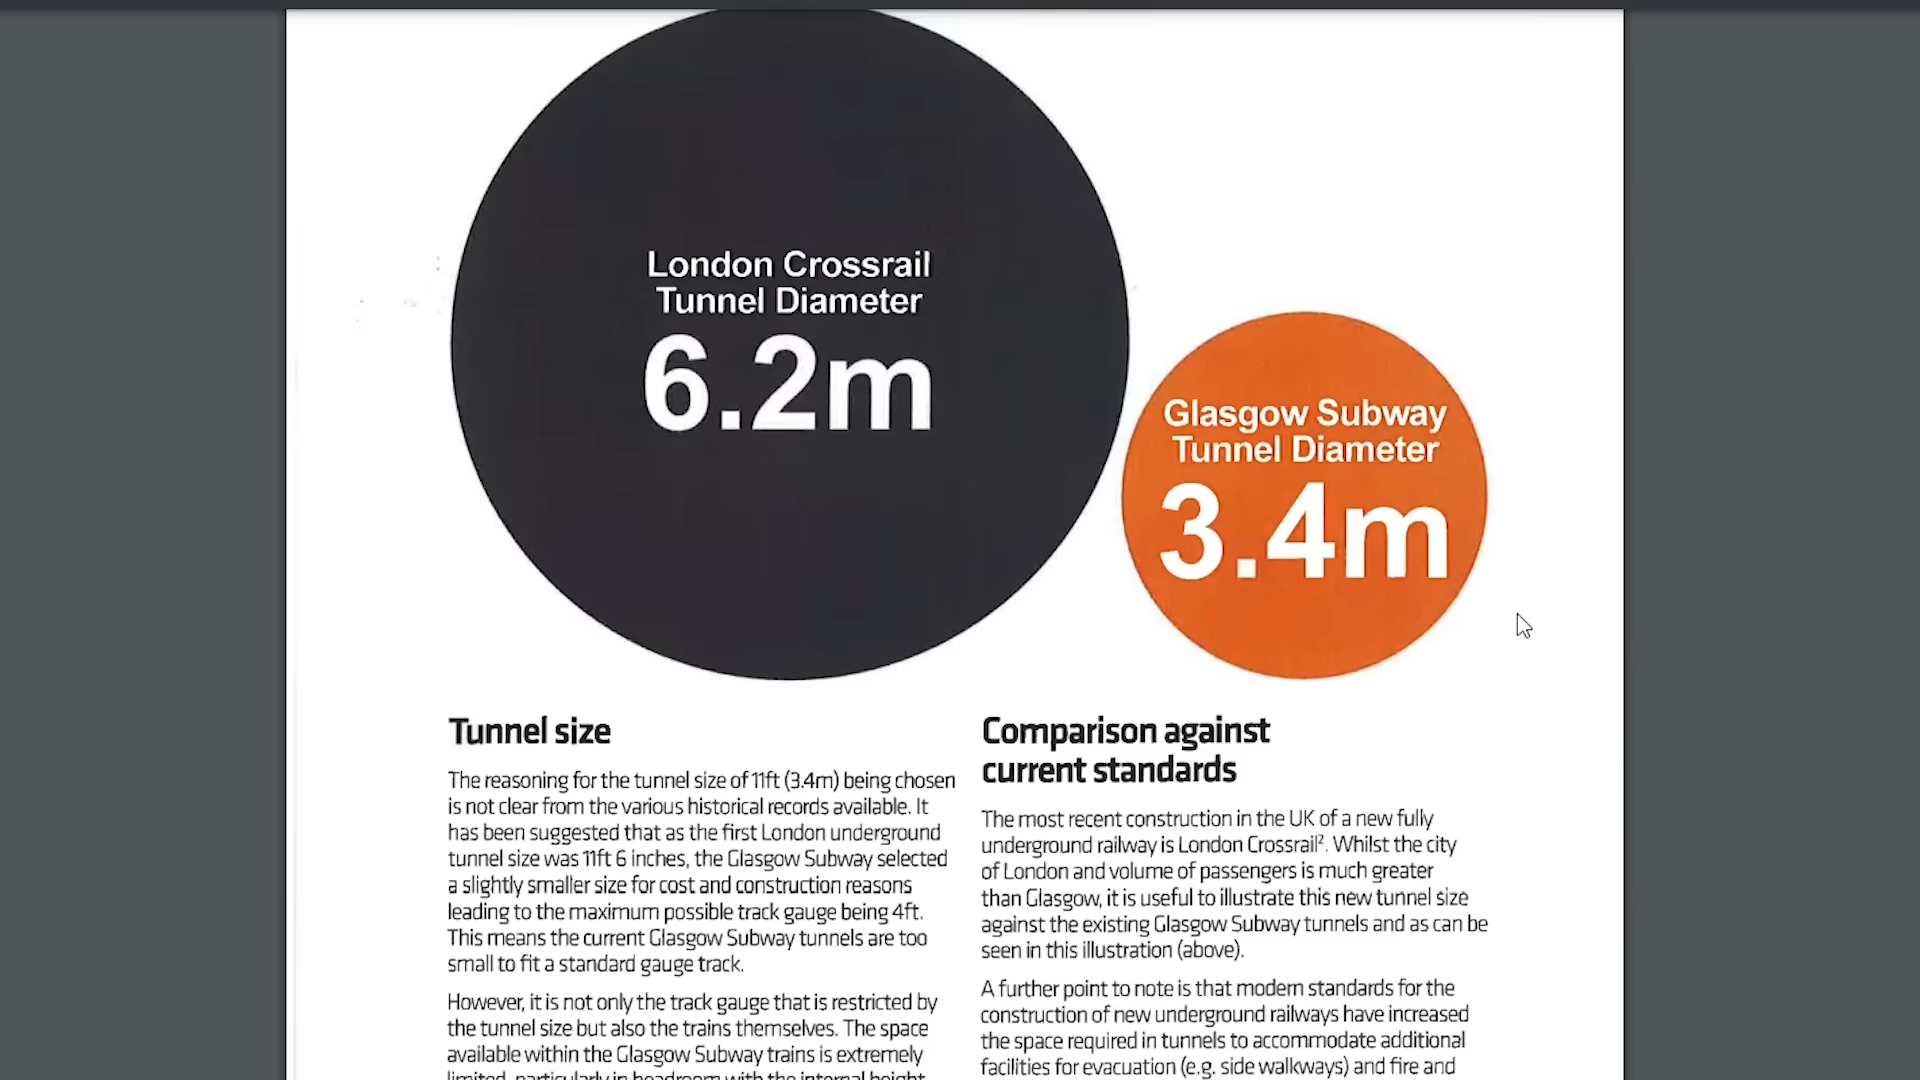 London Crossrail
Tunnel Diameter
6.2m
Glasgow Subway
Tunnel Diameter
3.4m
Tunnel size
The reasoning for the tunnel size of 11ft (3.4m) being chosen
is not clear from the various historical records available. It
has been suggested that as the first London underground
tunnel size was 11ft 6 inches, the Glasgow Subway selected
a slightly smaller size for cost and construction reasons
leading to the maximum possible track gauge being 4ft.
This means the current Glasgow Subway tunnels are too
small to fit a standard gauge track.
However, it is not only the track gauge that is restricted by
the tunnel size but also the trains themselves. The space
available within the Glasgow Subway trains is extremely
limited, particularly in headroom with the internal height
Comparison against
current standards
The most recent construction in the UK of a new fully
underground railway is London Crossrail². Whilst the city
of London and volume of passengers is much greater
than Glasgow, it is useful to illustrate this new tunnel size
against the existing Glasgow Subway tunnels and as can be
seen in this illustration (above).
A further point to note is that modern standards for the
construction of new underground railways have increased
the space required in tunnels to accommodate additional
facilities for evacuation (e.g. side walkways) and fire and